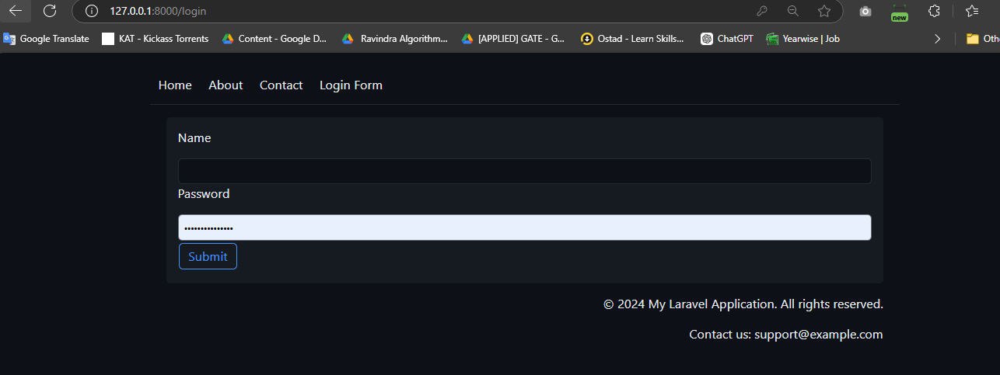 127.0.0.1:8000/login
new
Google Translate KAT - Kickass Torrents Content - Google D... Ravindra Algorithm... [APPLIED] GATE - G... Ostad - Learn Skills... ChatGPT Yearwise | Job Othe
Home About Contact Login Form
Name
Password
••••••••••••••
Submit
© 2024 My Laravel Application. All rights reserved.
Contact us: support@example.com